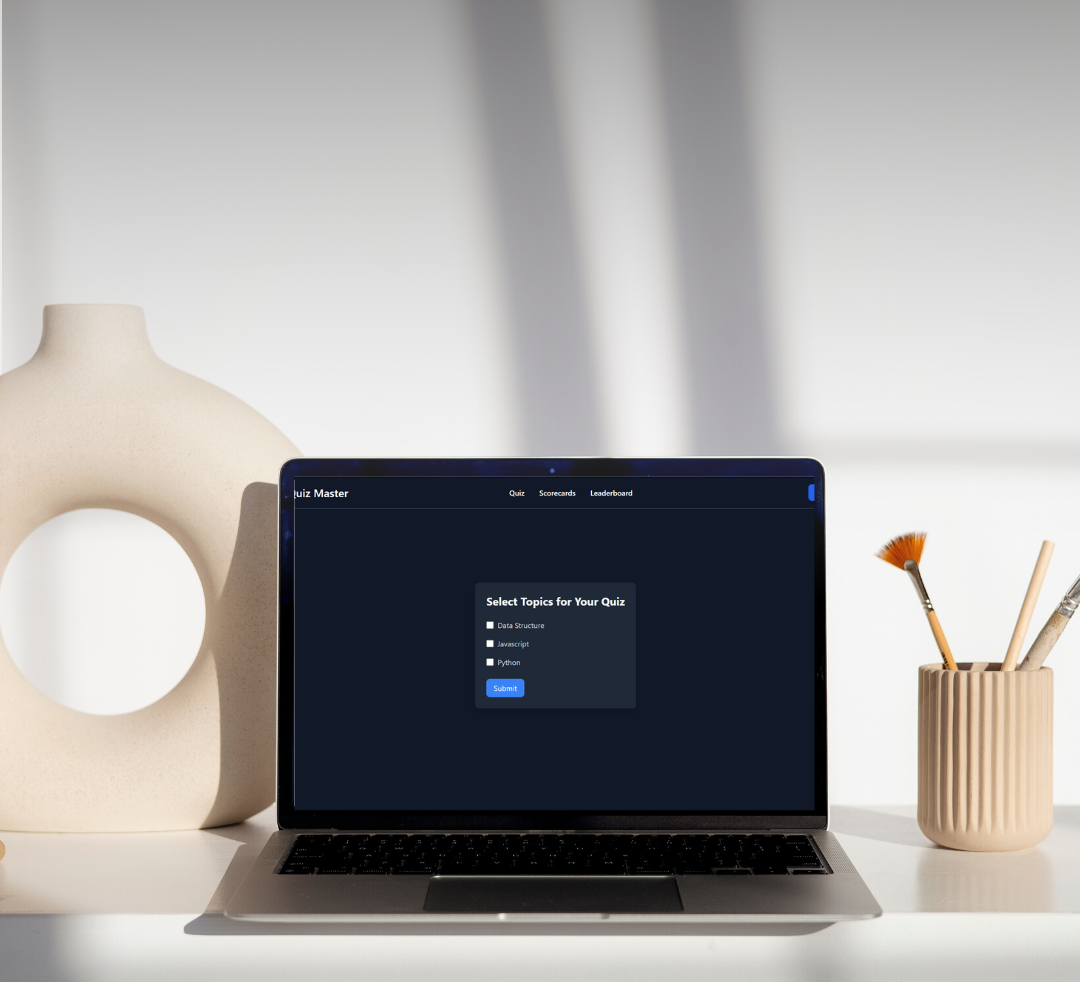 uiz Master
Quiz Scorecards Leaderboard
Select Topics for Your Quiz
Data Structure
Javascript
Python
Submit